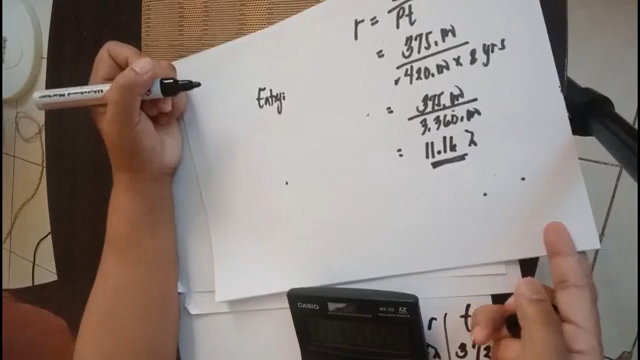 r =
Pt
= 375.m
420.m x 8 yrs
Entry:
= 375.m
3,360.m
= 11.16 %
CASIO
r | t